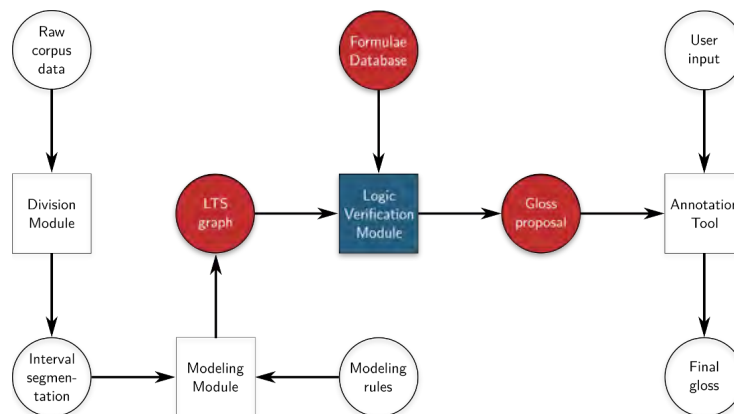 Raw
corpus
data
Formulae
Database
User
input
Division
Module
LTS
graph
Logic
Verification
Module
Gloss
proposal
Annotation
Tool
Interval
segmen-
tation
Modeling
Module
Modeling
rules
Final
gloss